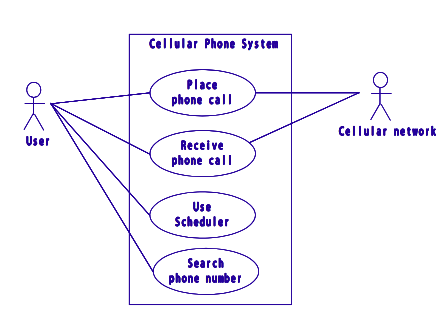 Cellular Phone System
Place
phone call
Receive
phone call
Use
Scheduler
Search
phone number
User
Cellular network